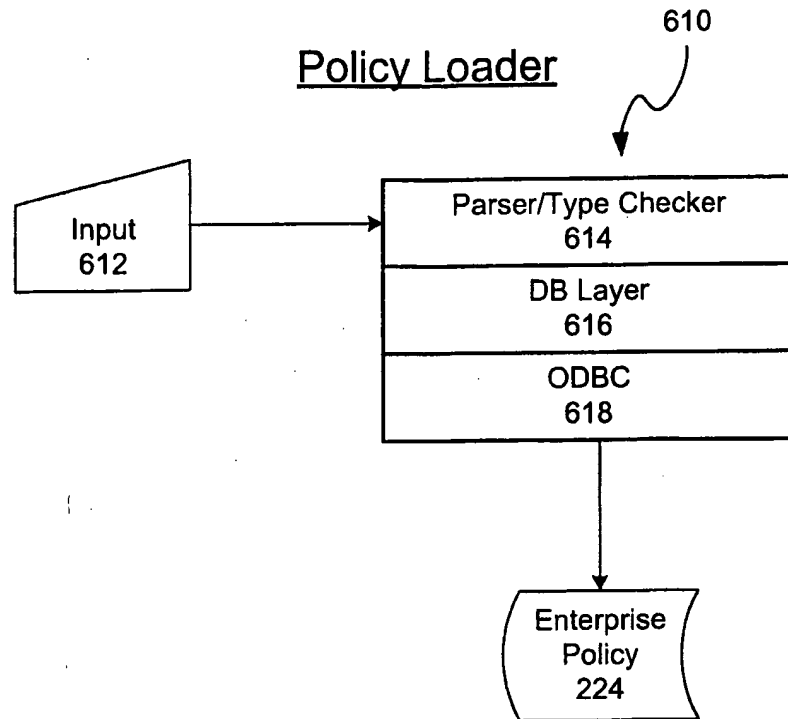 610
Policy Loader
Input
612
Parser/Type Checker
614
DB Layer
616
ODBC
618
Enterprise
Policy
224